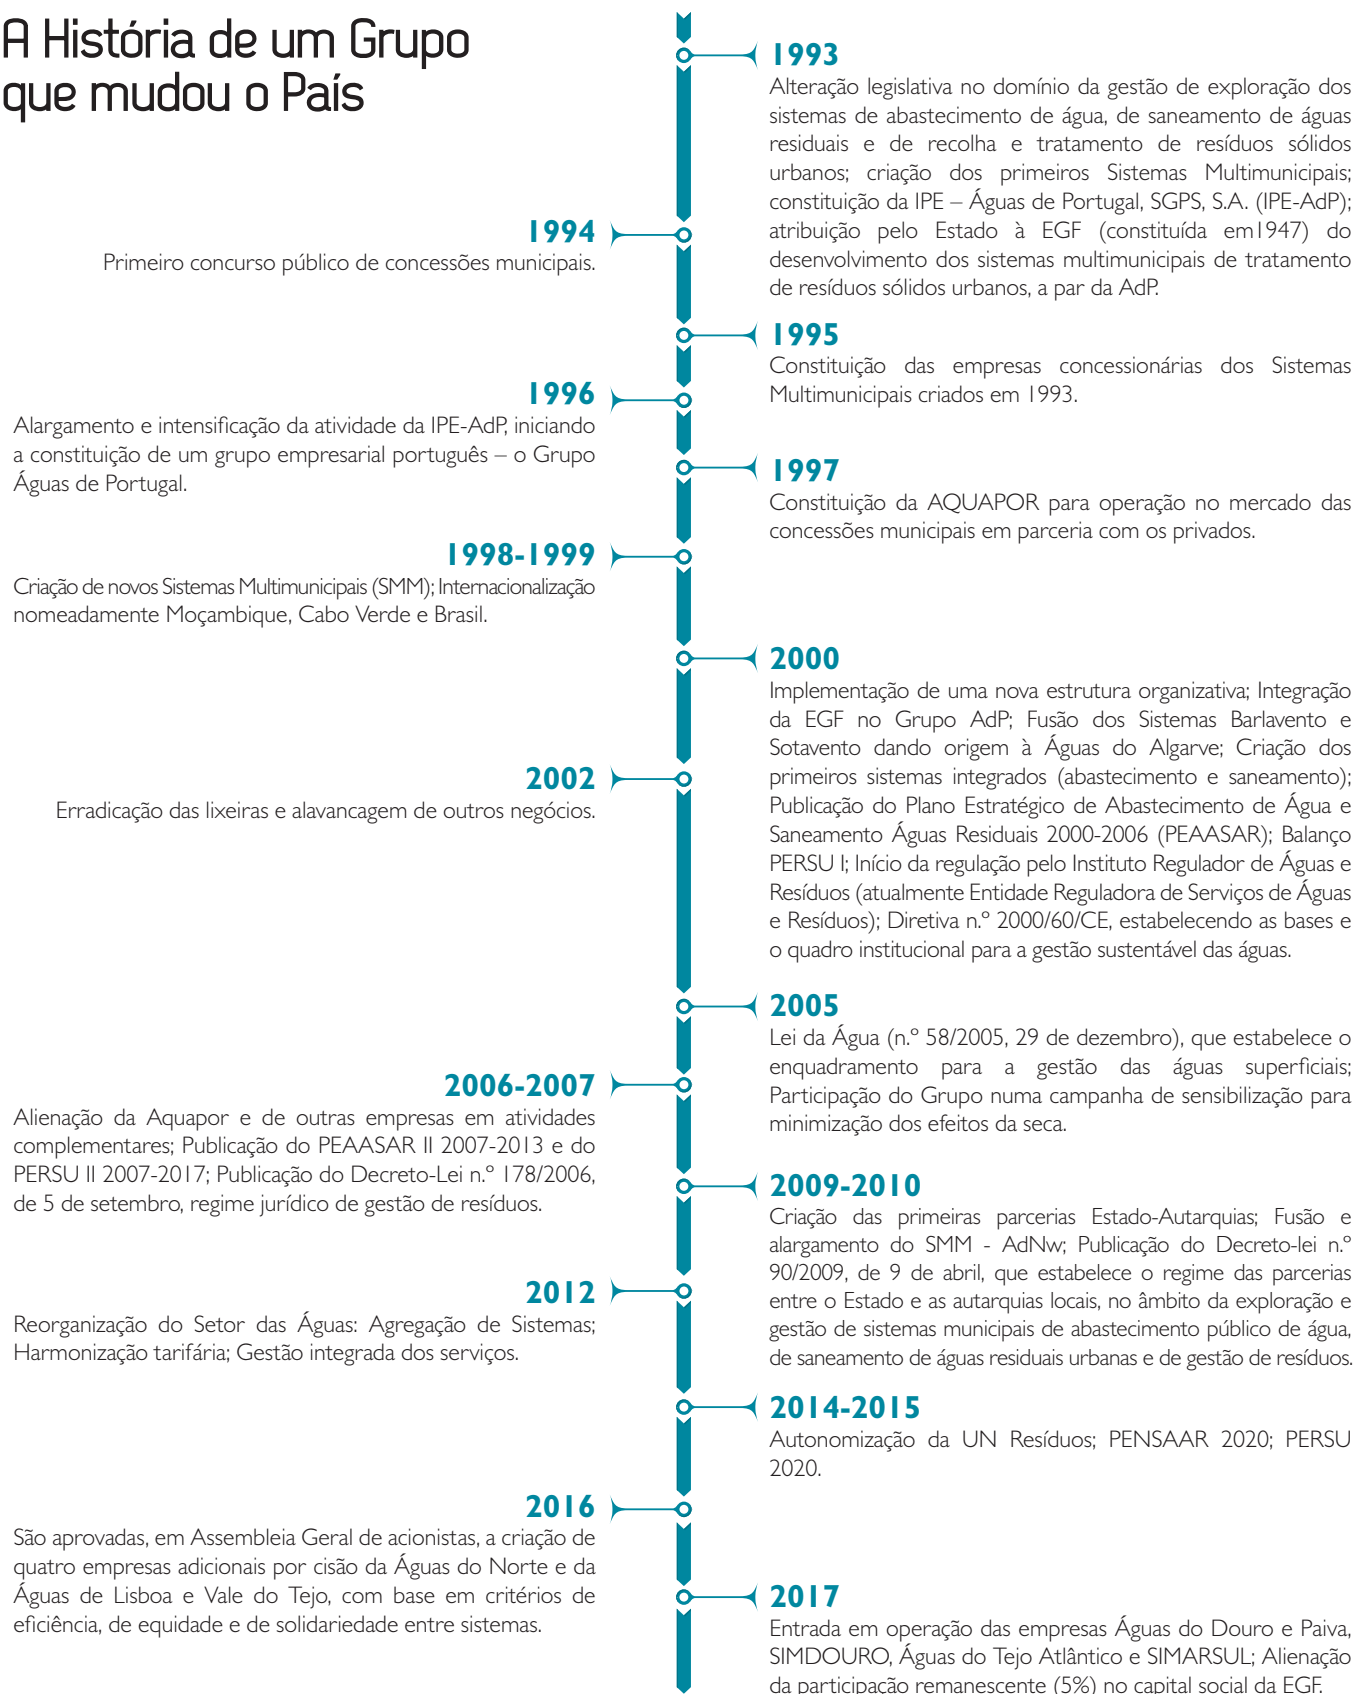 A História de um Grupo
que mudou o País
1993
Alteração legislativa no domínio da gestão de exploração dos
sistemas de abastecimento de água, de saneamento de águas
residuais e de recolha e tratamento de resíduos sólidos
urbanos; criação dos primeiros Sistemas Multimunicipais;
constituição da IPE – Águas de Portugal, SGPS, S.A. (IPE-AdP);
atribuição pelo Estado à EGF (constituída em1947) do
desenvolvimento dos sistemas multimunicipais de tratamento
de resíduos sólidos urbanos, a par da AdP.
1994
Primeiro concurso público de concessões municipais.
1995
Constituição das empresas concessionárias dos Sistemas
Multimunicipais criados em 1993.
1996
Alargamento e intensificação da atividade da IPE-AdP, iniciando
a constituição de um grupo empresarial português – o Grupo
Águas de Portugal.
1997
Constituição da AQUAPOR para operação no mercado das
concessões municipais em parceria com os privados.
1998-1999
Criação de novos Sistemas Multimunicipais (SMM); Internacionalização
nomeadamente Moçambique, Cabo Verde e Brasil.
2000
Implementação de uma nova estrutura organizativa; Integração
da EGF no Grupo AdP; Fusão dos Sistemas Barlavento e
Sotavento dando origem à Águas do Algarve; Criação dos
primeiros sistemas integrados (abastecimento e saneamento);
Publicação do Plano Estratégico de Abastecimento de Água e
Saneamento Águas Residuais 2000-2006 (PEAASAR); Balanço
PERSU I; Início da regulação pelo Instituto Regulador de Águas e
Resíduos (atualmente Entidade Reguladora de Serviços de Águas
e Resíduos); Diretiva n.º 2000/60/CE, estabelecendo as bases e
o quadro institucional para a gestão sustentável das águas.
2002
Erradicação das lixeiras e alavancagem de outros negócios.
2005
Lei da Água (n.º 58/2005, 29 de dezembro), que estabelece o
enquadramento para a gestão das águas superficiais;
Participação do Grupo numa campanha de sensibilização para
minimização dos efeitos da seca.
2006-2007
Alienação da Aquapor e de outras empresas em atividades
complementares; Publicação do PEAASAR II 2007-2013 e do
PERSU II 2007-2017; Publicação do Decreto-Lei n.º 178/2006,
de 5 de setembro, regime jurídico de gestão de resíduos.
2009-2010
Criação das primeiras parcerias Estado-Autarquias; Fusão e
alargamento do SMM - AdNw; Publicação do Decreto-lei n.º
90/2009, de 9 de abril, que estabelece o regime das parcerias
entre o Estado e as autarquias locais, no âmbito da exploração e
gestão de sistemas municipais de abastecimento público de água,
de saneamento de águas residuais urbanas e de gestão de resíduos.
2012
Reorganização do Setor das Águas: Agregação de Sistemas;
Harmonização tarifária; Gestão integrada dos serviços.
2014-2015
Autonomização da UN Resíduos; PENSAAR 2020; PERSU
2020.
2016
São aprovadas, em Assembleia Geral de acionistas, a criação de
quatro empresas adicionais por cisão da Águas do Norte e da
Águas de Lisboa e Vale do Tejo, com base em critérios de
eficiência, de equidade e de solidariedade entre sistemas.
2017
Entrada em operação das empresas Águas do Douro e Paiva,
SIMDOURO, Águas do Tejo Atlântico e SIMARSUL; Alienação
da participação remanescente (5%) no capital social da EGF.